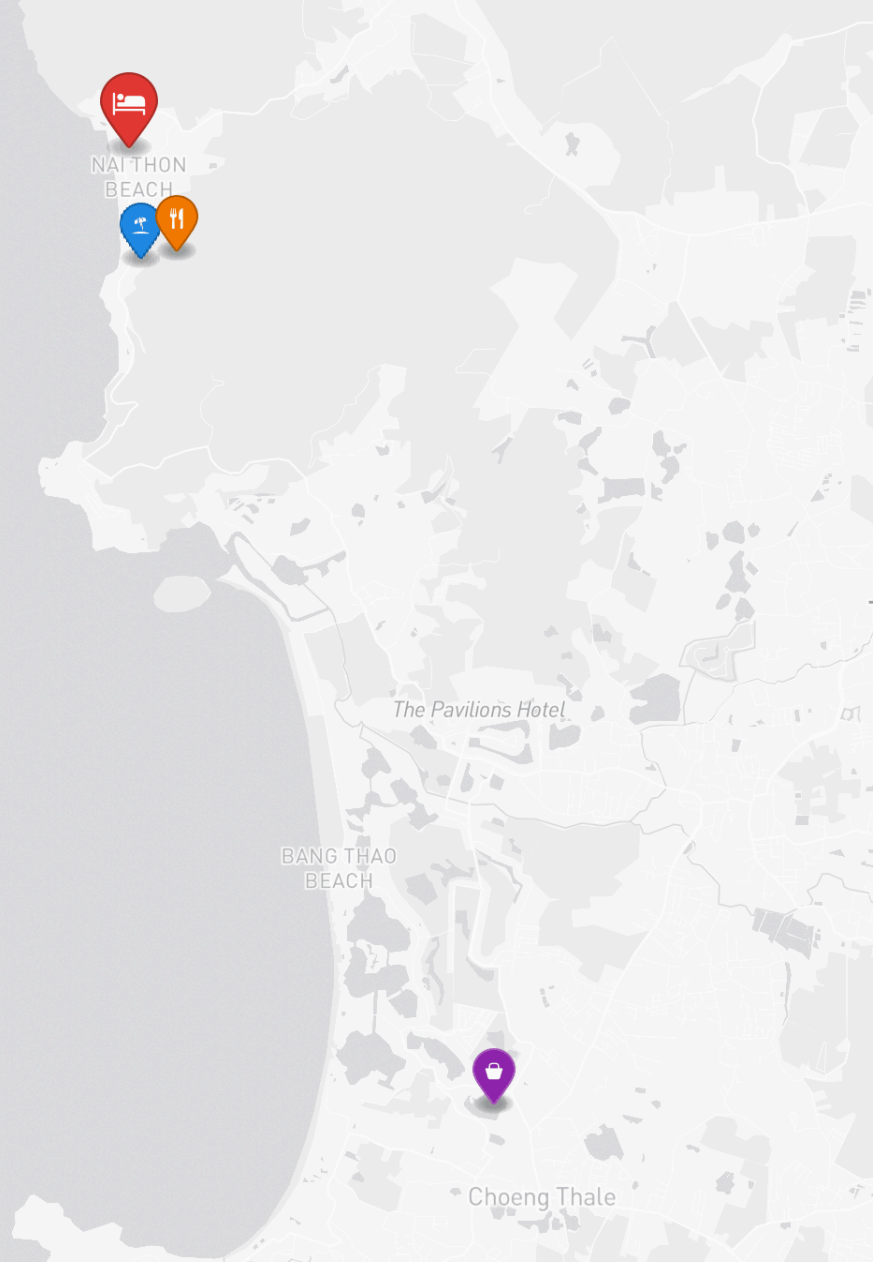 NAI THON
BEACH
The Pavilions Hotel
BANG THAO
BEACH
Choeng Thale